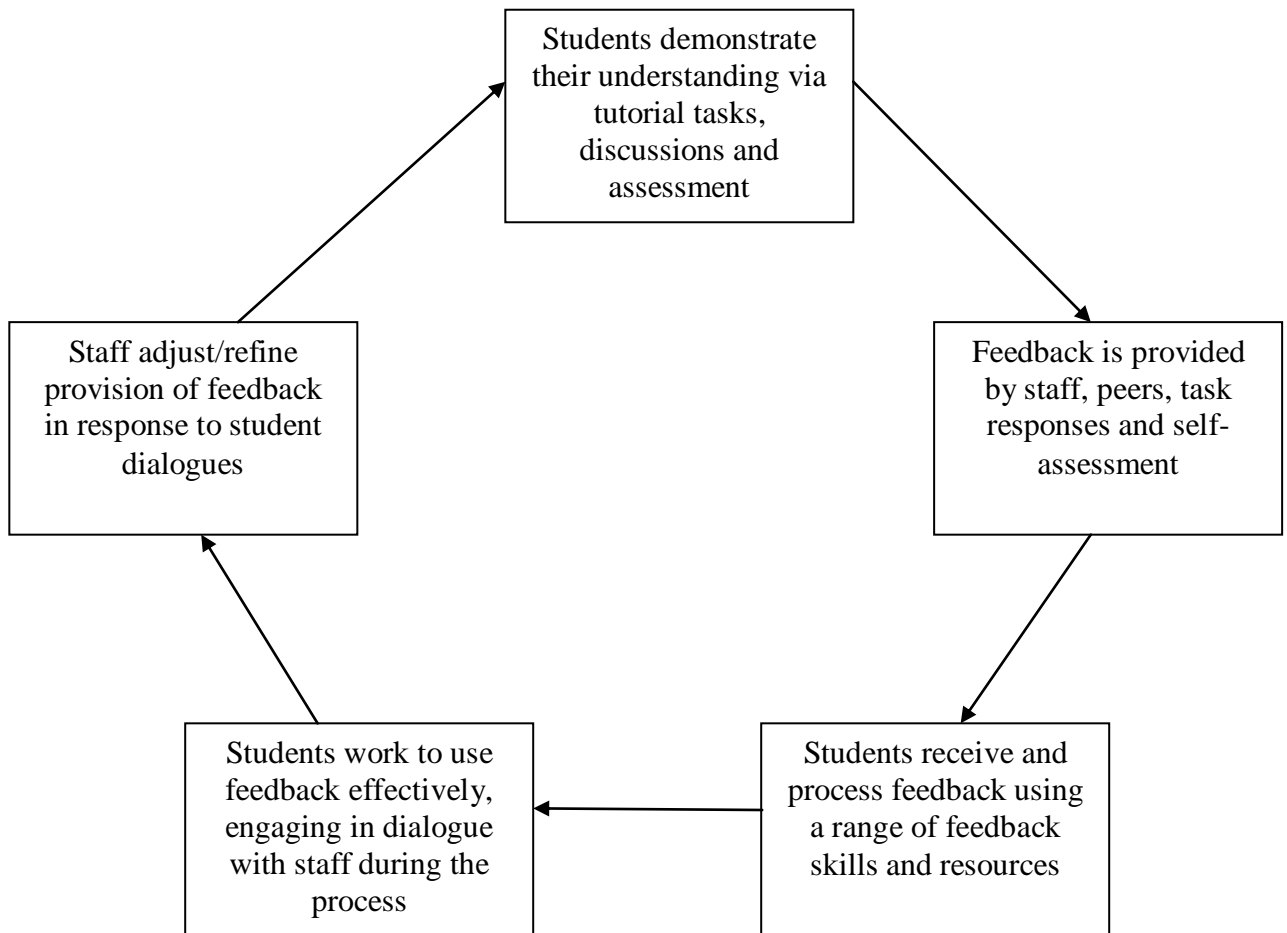 Students demonstrate
their understanding via
tutorial tasks,
discussions and
assessment
Staff adjust/refine
provision of feedback
in response to student
dialogues
Feedback is provided
by staff, peers, task
responses and self-
assessment
Students work to use
feedback effectively,
engaging in dialogue
with staff during the
process
Students receive and
process feedback using
a range of feedback
skills and resources